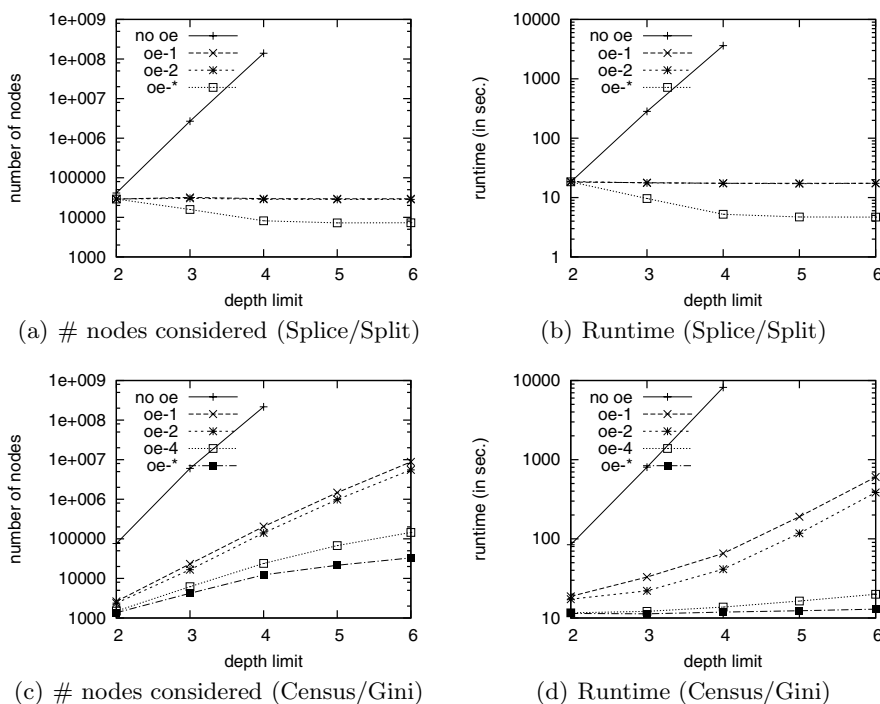 1e+009
1e+008
1e+007
1e+006
100000
10000
1000
number of nodes
no oe
oe-1
oe-2
oe-*
2 3 4 5 6
depth limit
(a) # nodes considered (Splice/Split)
10000
1000
100
10
1
runtime (in sec.)
no oe
oe-1
oe-2
oe-*
2 3 4 5 6
depth limit
(b) Runtime (Splice/Split)
1e+009
1e+008
1e+007
1e+006
100000
10000
1000
number of nodes
no oe
oe-1
oe-2
oe-4
oe-*
2 3 4 5 6
depth limit
(c) # nodes considered (Census/Gini)
10000
1000
100
10
runtime (in sec.)
no oe
oe-1
oe-2
oe-4
oe-*
2 3 4 5 6
depth limit
(d) Runtime (Census/Gini)